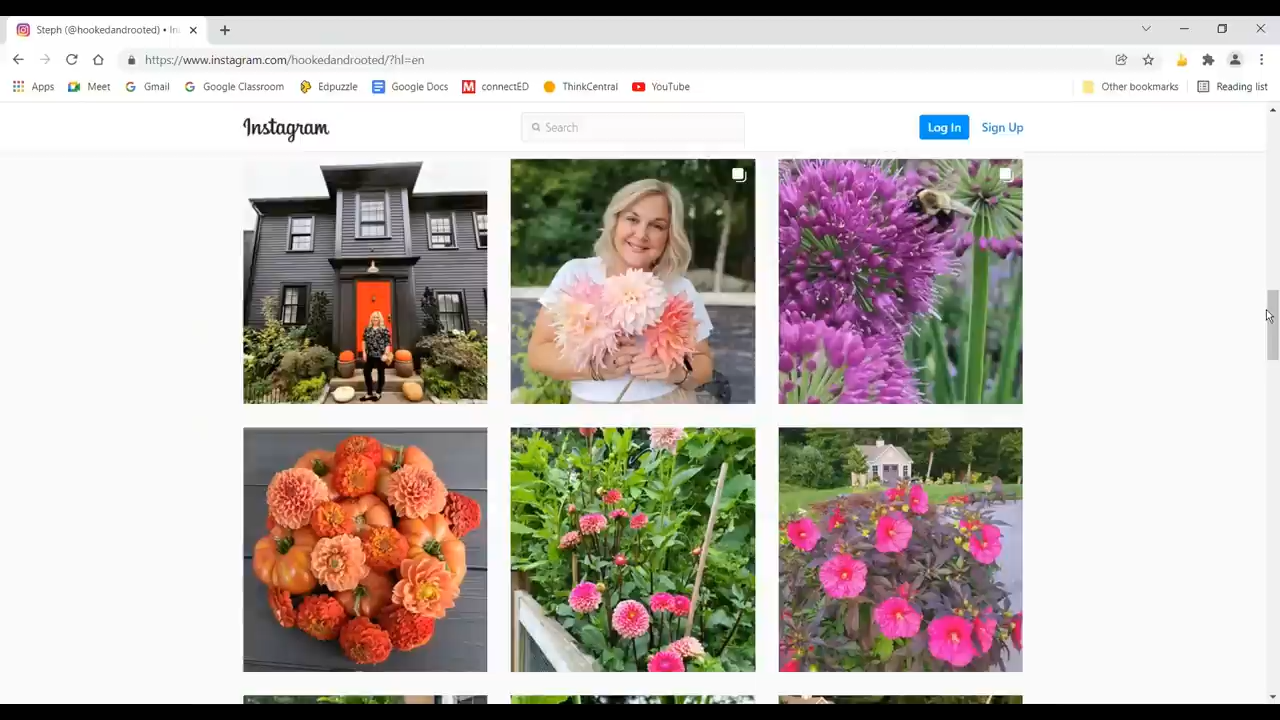 Steph (@hookedandrooted) • In
https://www.instagram.com/hookedandrooted/?hl=en
Apps Meet Gmail Google Classroom Edpuzzle Google Docs connectED ThinkCentral YouTube Other bookmarks Reading list
Instagram Search Log In Sign Up